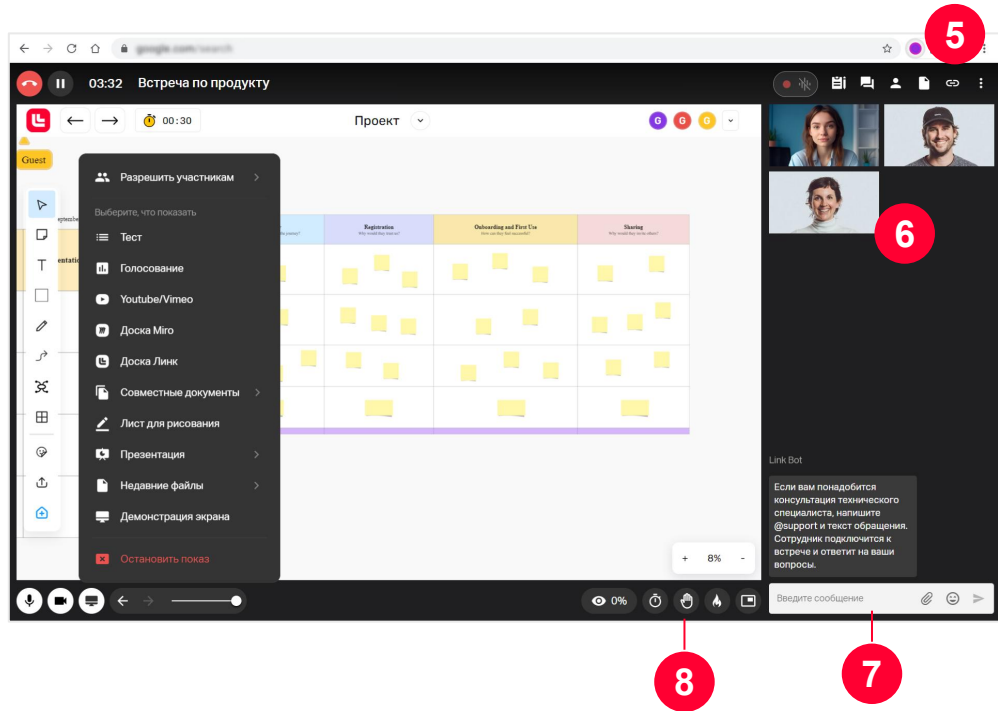 5
03:32 Встреча по продукту
00:30
Проект
G G G
Guest
Разрешить участникам
Выберите, что показать
Тест
Голосование
Youtube/Vimeo
Доска Miro
Доска Линк
Совместные документы
Лист для рисования
Презентация
Недавние файлы
Демонстрация экрана
Остановить показ
Registration
Onboarding and First Use
Sharing
+ 8% -
6
Link Bot
Если вам понадобится
консультация технического
специалиста, напишите
@support и текст обращения.
Сотрудник подключится к
встрече и ответит на ваши
вопросы.
0%
Введите сообщение
8
7